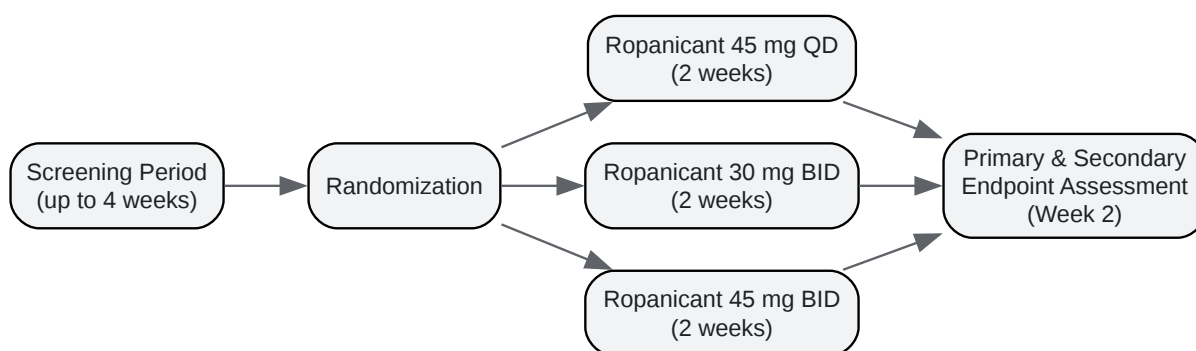 Screening Period
(up to 4 weeks)
Randomization
Ropanicant 45 mg QD
(2 weeks)
Ropanicant 30 mg BID
(2 weeks)
Ropanicant 45 mg BID
(2 weeks)
Primary & Secondary
Endpoint Assessment
(Week 2)